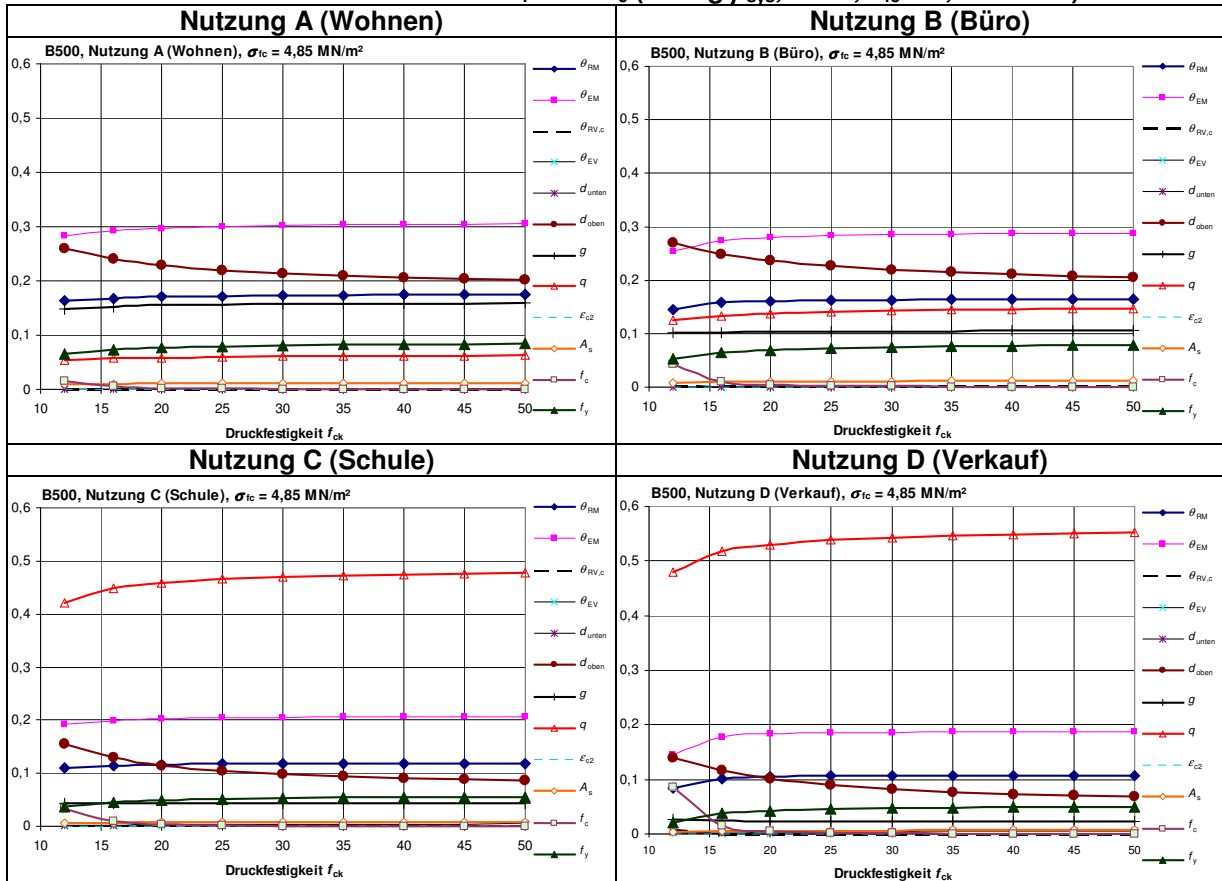 Nutzung A (Wohnen)
B500, Nutzung A (Wohnen), σfc = 4,85 MN/m²
0,6
0,5
0,4
0,3
0,2
0,1
0
10 15 20 25 30 35 40 45 50
Druckfestigkeit fck
θRM
θEM
θRV,c
θEV
dunten
doben
g
q
εc2
As
fc
fy
Nutzung B (Büro)
B500, Nutzung B (Büro), σfc = 4,85 MN/m²
0,6
0,5
0,4
0,3
0,2
0,1
0
10 15 20 25 30 35 40 45 50
Druckfestigkeit fck
θRM
θEM
θRV,c
θEV
dunten
doben
g
q
εc2
As
fc
fy
Nutzung C (Schule)
B500, Nutzung C (Schule), σfc = 4,85 MN/m²
0,6
0,5
0,4
0,3
0,2
0,1
0
10 15 20 25 30 35 40 45 50
Druckfestigkeit fck
θRM
θEM
θRV,c
θEV
dunten
doben
g
q
εc2
As
fc
fy
Nutzung D (Verkauf)
B500, Nutzung D (Verkauf), σfc = 4,85 MN/m²
0,6
0,5
0,4
0,3
0,2
0,1
0
10 15 20 25 30 35 40 45 50
Druckfestigkeit fck
θRM
θEM
θRV,c
θEV
dunten
doben
g
q
εc2
As
fc
fy